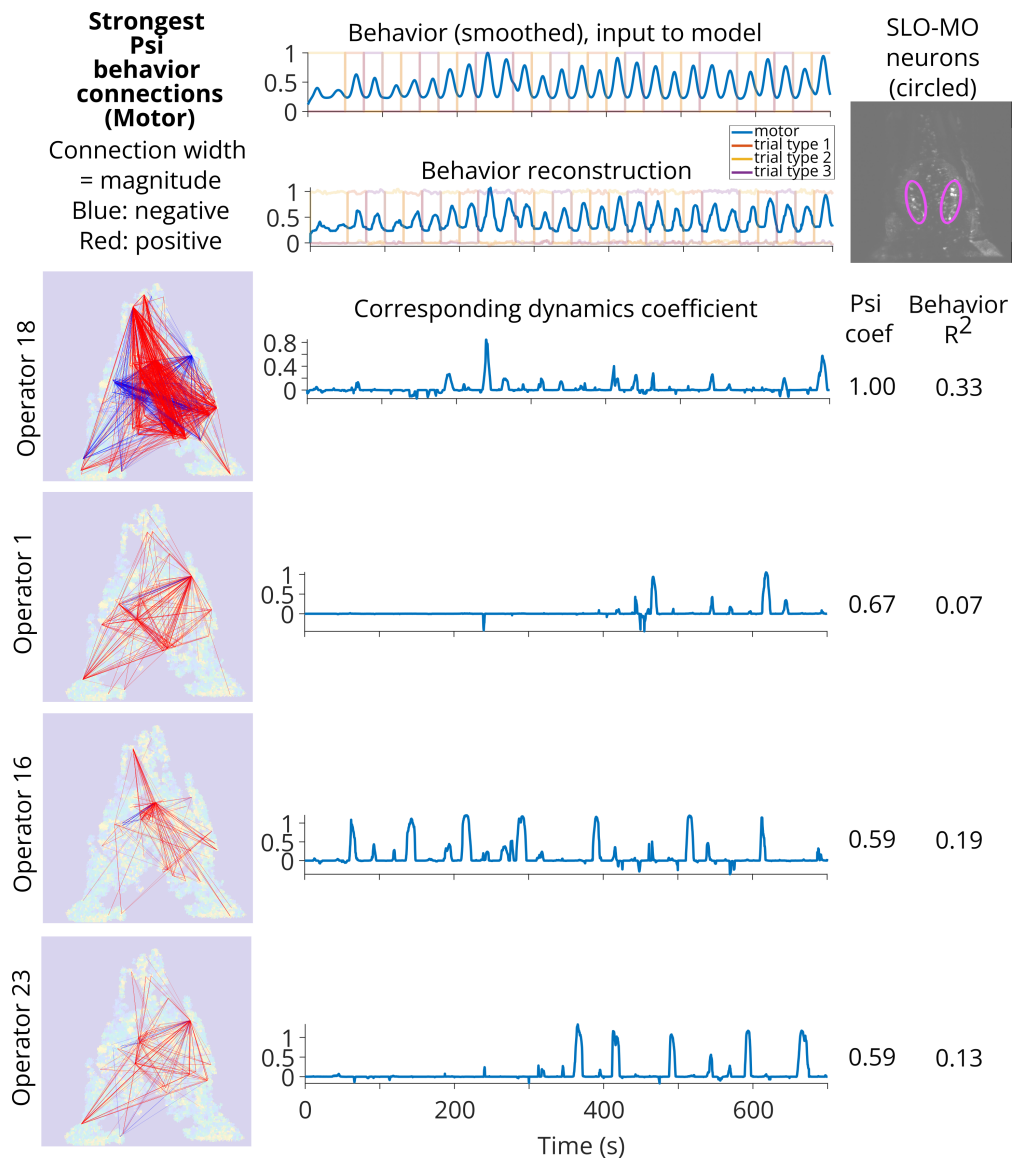 Strongest
Psi
behavior
connections
(Motor)
Connection width
= magnitude
Blue: negative
Red: positive
Behavior (smoothed), input to model
1
0.5
0
motor
trial type 1
trial type 2
trial type 3
Behavior reconstruction
1
0.5
0
SLO-MO
neurons
(circled)
Corresponding dynamics coefficient
Psi
coef
Behavior
R2
Operator 18
0.8
0.4
0
1.00
0.33
Operator 1
1
0.5
0
0.67
0.07
Operator 16
1
0.5
0
0.59
0.19
Operator 23
1
0.5
0
0.59
0.13
0
200
400
600
Time (s)